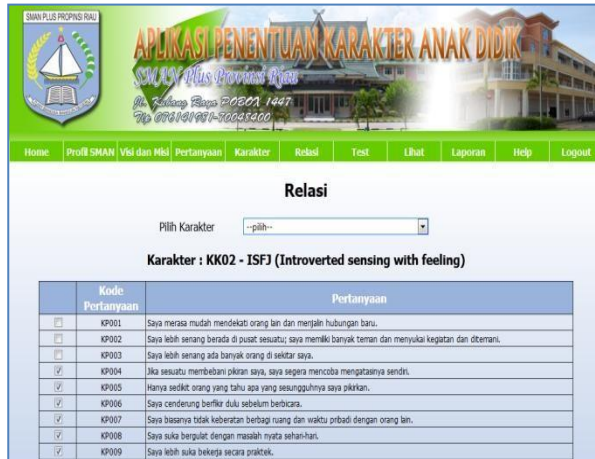 SMAN PLUS PROPINSI RIAU
APLIKASI PENENTUAN KARAKTER ANAK DIDIK
SMAN Plus Provinsi Riau
Jl. Kubang Raya POBOX 1447
Home Profil SMAN Visi dan Misi Pertanyaan Karakter Relasi Test Lihat Laporan Help Logout
Relasi
Pilih Karakter --pilih--
Karakter : KK02 - ISFJ (Introverted sensing with feeling)
Kode Pertanyaan Pertanyaan
KP001 Saya merasa mudah mendekati orang lain dan menjalin hubungan baru.
KP002 Saya lebih senang berada di pusat sesuatu; saya memiliki banyak teman dan menyukai kegiatan dan ditemani.
KP003 Saya lebih senang ada banyak orang di sekitar saya.
KP004 Jika sesuatu membebani pikiran saya, saya segera mencoba mengatasinya sendiri.
KP005 Hanya sedikit orang yang tahu apa yang sesungguhnya saya pikirkan.
KP006 Saya cenderung berfikir dulu sebelum berbicara.
KP007 Saya biasanya tidak keberatan berbagi ruang dan waktu pribadi dengan orang lain.
KP008 Saya suka bergulat dengan masalah nyata sehari-hari.
KP009 Saya lebih suka bekerja secara praktek.